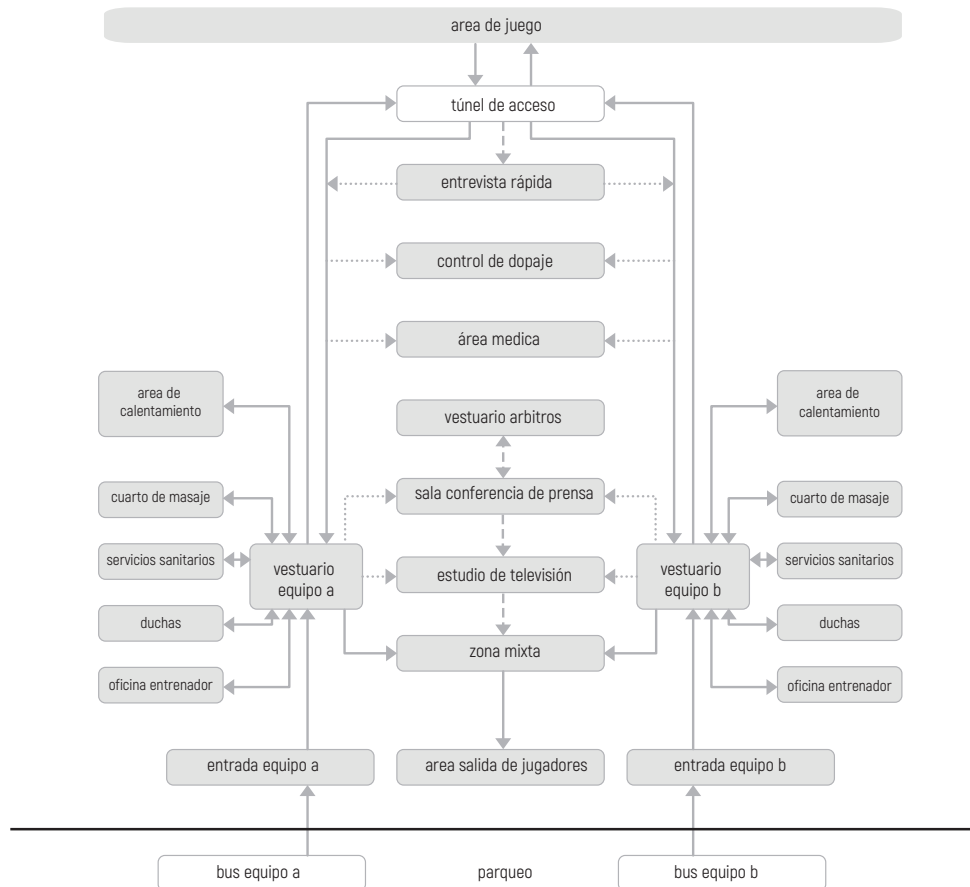 area de juego
túnel de acceso
entrevista rápida
control de dopaje
área medica
area de
calentamiento
area de
calentamiento
vestuario arbitros
cuarto de masaje
sala conferencia de prensa
cuarto de masaje
servicios sanitarios
vestuario
equipo a
estudio de televisión
vestuario
equipo b
servicios sanitarios
duchas
zona mixta
duchas
oficina entrenador
oficina entrenador
entrada equipo a
area salida de jugadores
entrada equipo b
bus equipo a
parqueo
bus equipo b